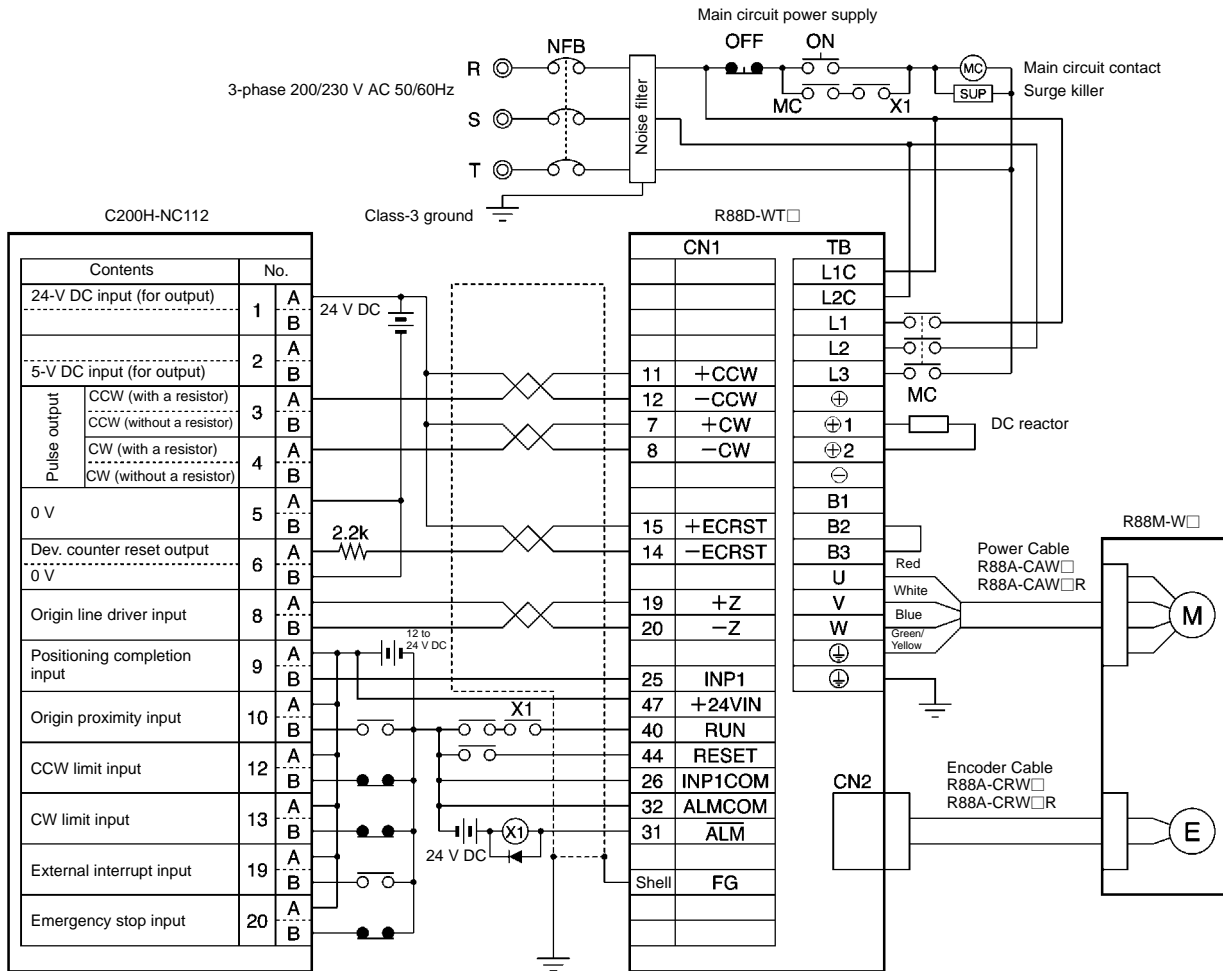 Main circuit power supply
OFF ON
NFB
R
MC
Main circuit contact
3-phase 200/230 V AC 50/60Hz
SUP
Surge killer
MC X1
S
Noise filter
T
Class-3 ground
C200H-NC112
R88D-WT□
Contents No.
24-V DC input (for output) 1 A
B
24 V DC
2 A
5-V DC input (for output) B
Pulse output
CCW (with a resistor) 3 A
CCW (without a resistor) B
CW (with a resistor) 4 A
CW (without a resistor) B
0 V 5 A
B
2.2k
Dev. counter reset output 6 A
0 V B
Origin line driver input 8 A
B
12 to
24 V DC
Positioning completion
input 9 A
B
Origin proximity input 10 A
B
X1
CCW limit input 12 A
B
CW limit input 13 A
B
24 V DC
X1
External interrupt input 19 A
B
Emergency stop input 20 A
B
CN1
11 +CCW
12 −CCW
7 +CW
8 −CW
15 +ECRST
14 −ECRST
19 +Z
20 −Z
25 INP1
47 +24VIN
40 RUN
44 RESET
26 INP1COM
32 ALMCOM
31 ALM
Shell FG
TB
L1C
L2C
L1
L2
L3
MC
⊕
⊕1
DC reactor
⊕2
⊖
B1
B2
B3
U
V
W
Red
White
Blue
Green/
Yellow
Power Cable
R88A-CAW□
R88A-CAW□R
R88M-W□
M
CN2
Encoder Cable
R88A-CRW□
R88A-CRW□R
E